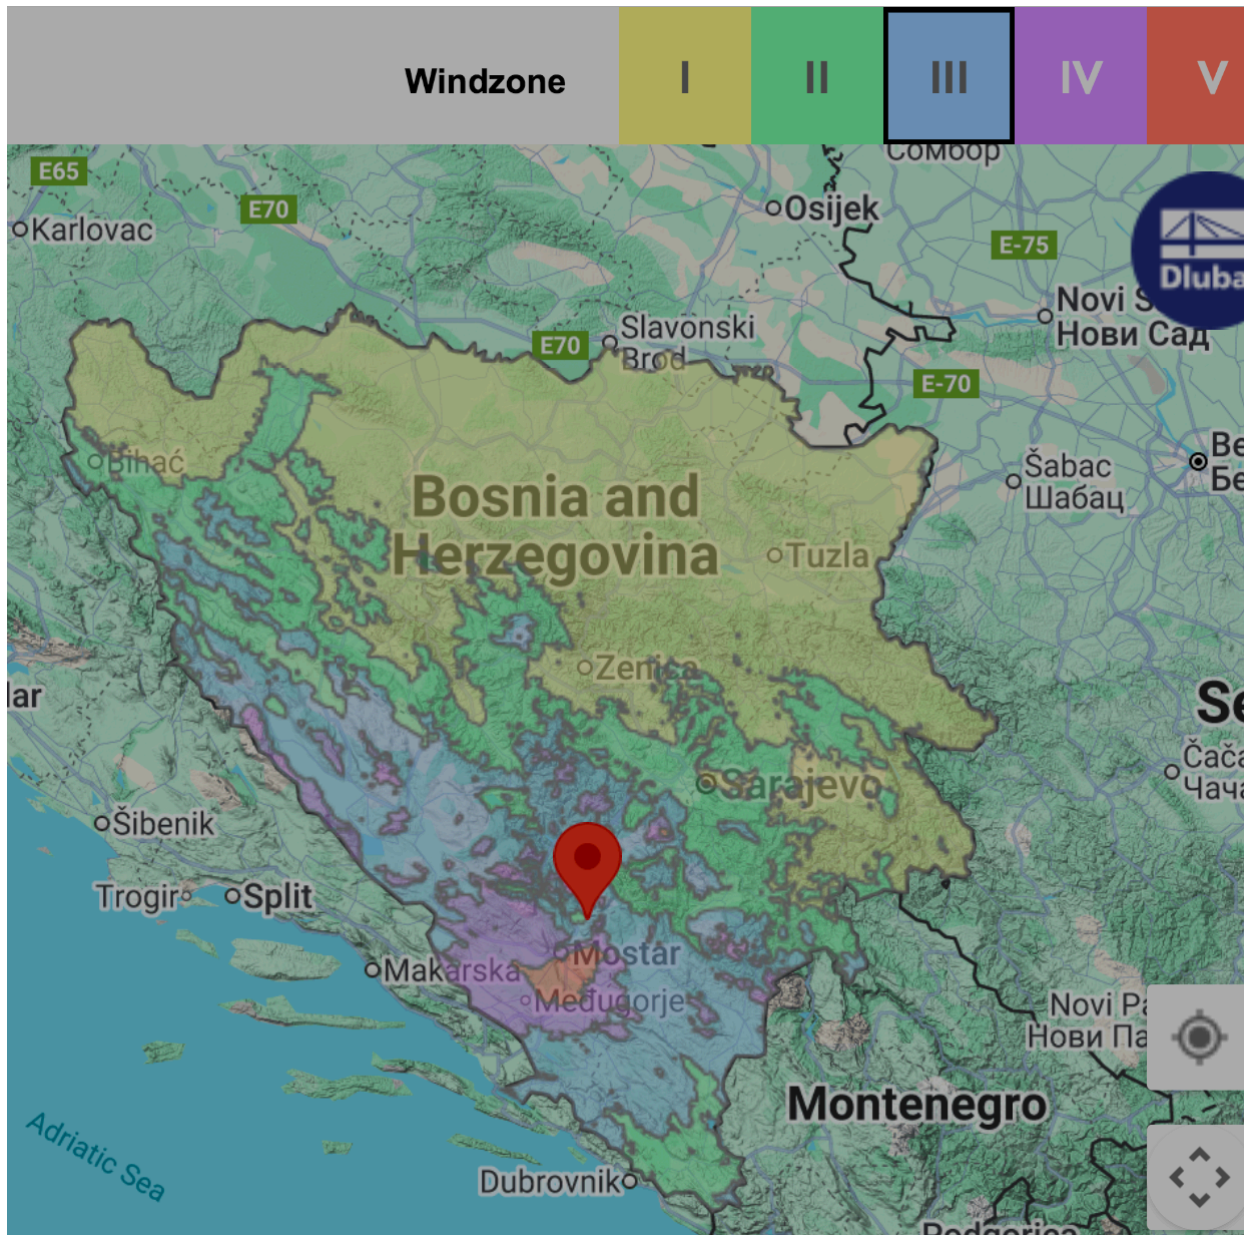 Windzone
I
II
III
IV
V
Сомбор
E65
E70
Karlovac
Osijek
E-75
Dluba
Novi S
Нови Сад
Slavonski
Brod
E70
E-70
Be
Бе
Šabac
Шабац
Bihać
Bosnia and
Herzegovina
Tuzla
Zenica
lar
Se
Čača
Чача
Sarajevo
Šibenik
Trogir
Split
Mostar
Makarska
Međugorje
Novi Pa
Нови Па
Montenegro
Adriatic Sea
Dubrovnik
Podgorica